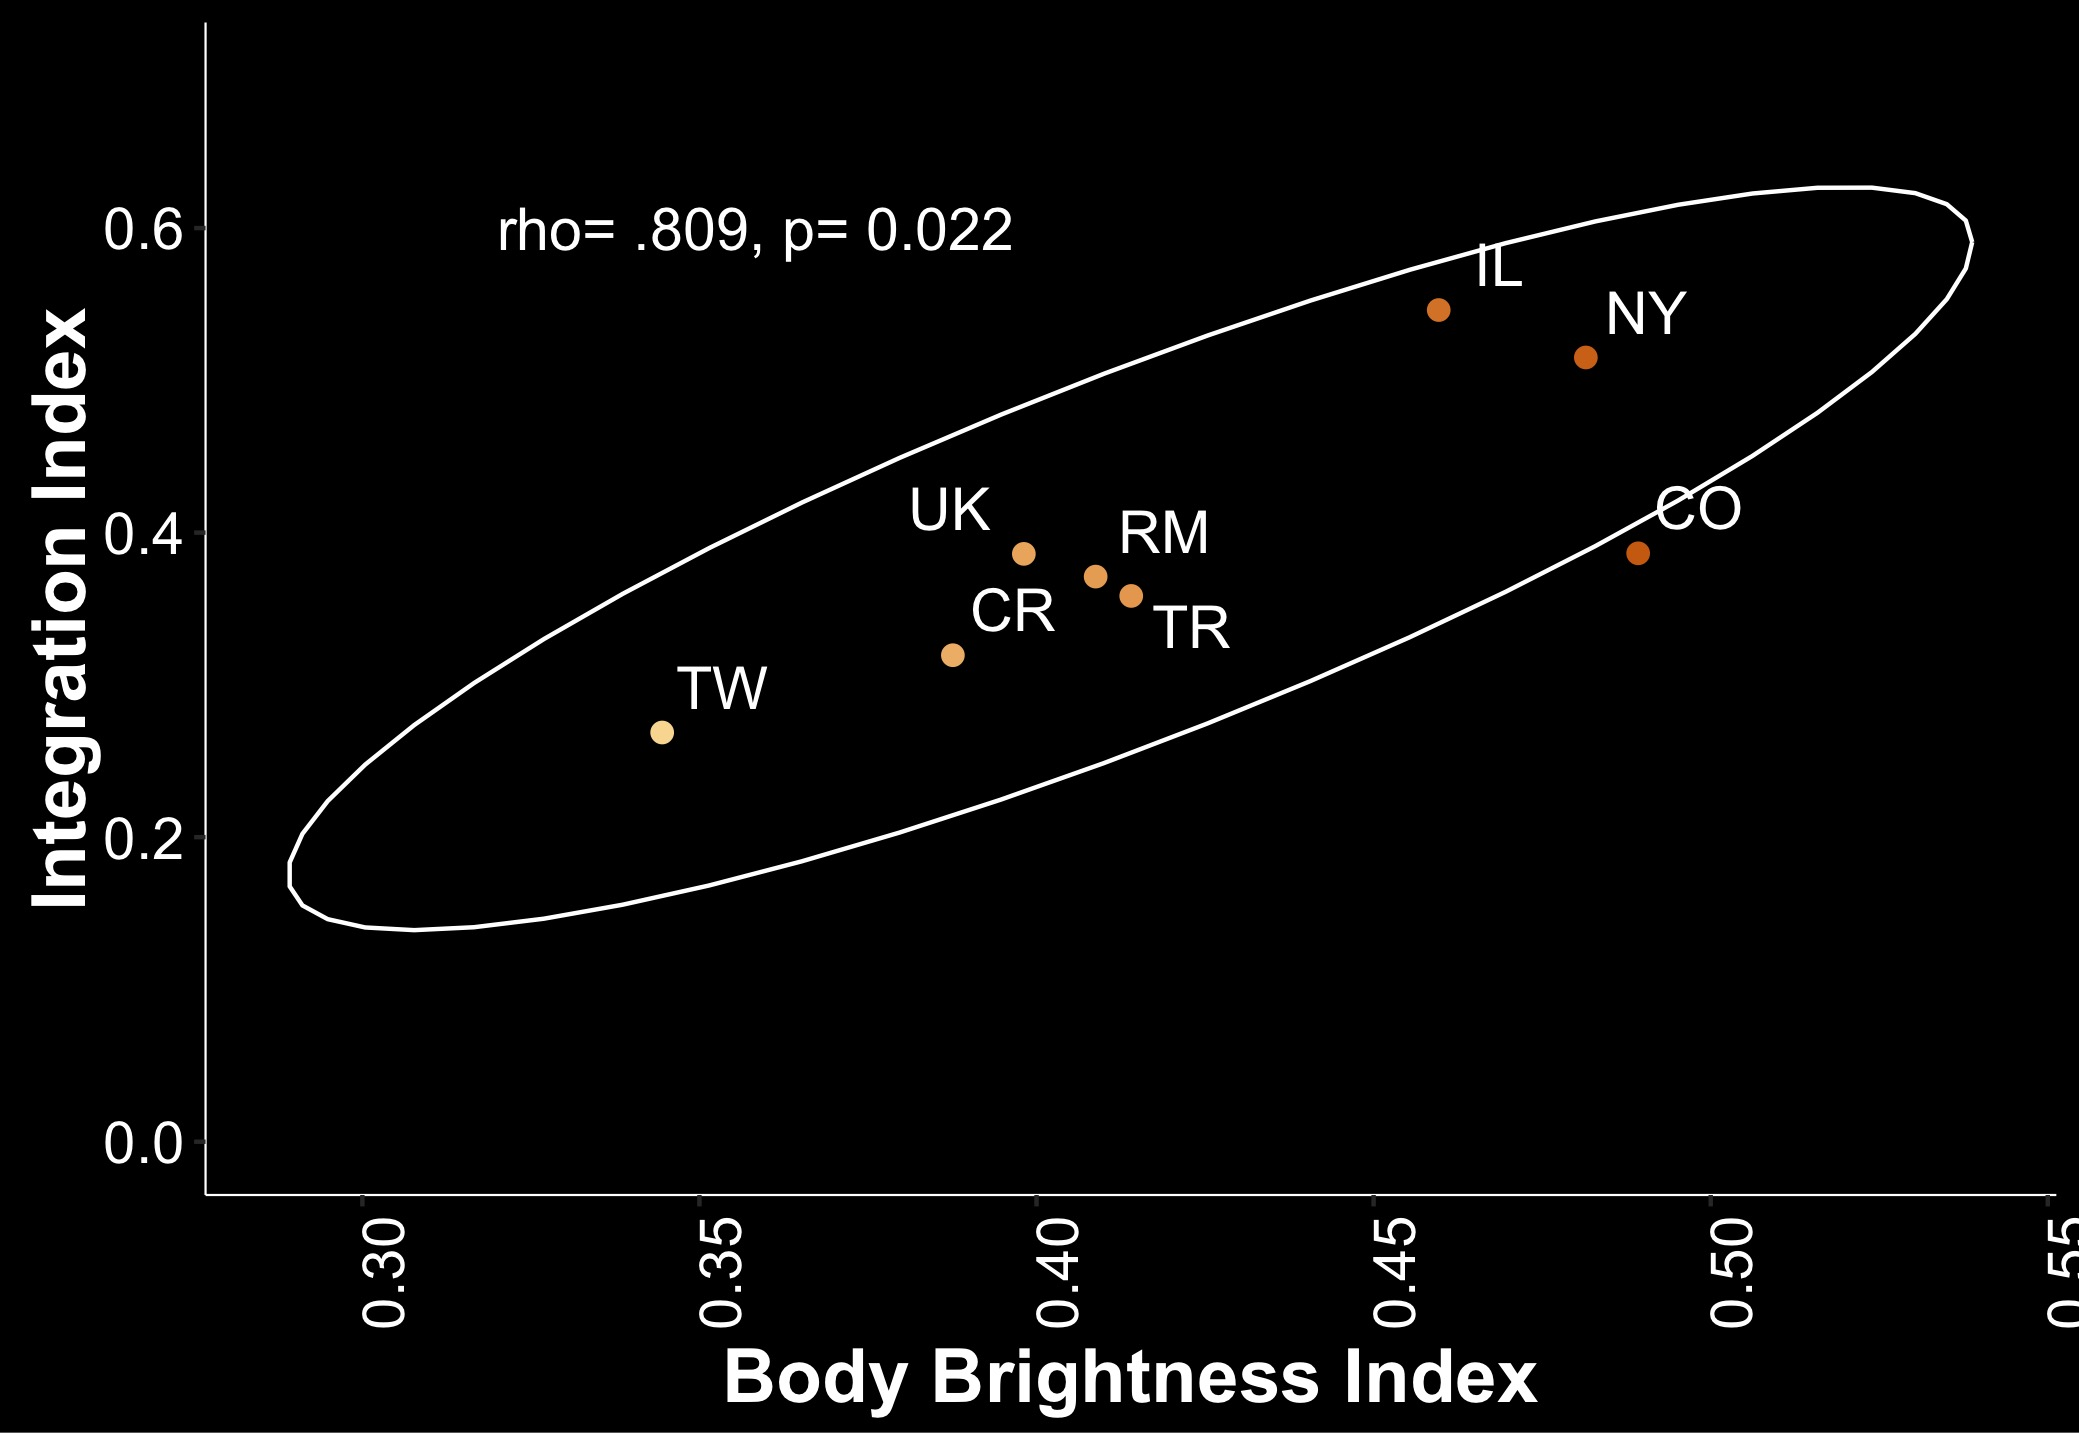 Integration Index
0.6
0.4
0.2
0.0
rho= .809, p= 0.022
IL
NY
UK
RM
CO
CR
TR
TW
0.30
0.35
0.40
0.45
0.50
0.55
Body Brightness Index